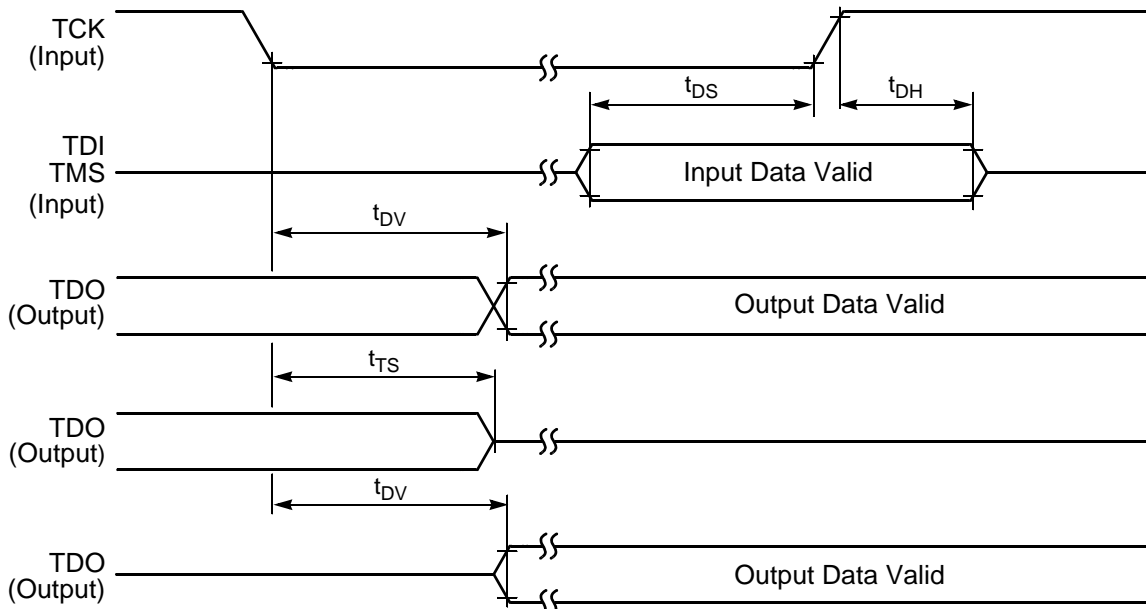 TCK
(Input)
tDS
tDH
TDI
TMS
(Input)
Input Data Valid
tDV
TDO
(Output)
Output Data Valid
tTS
TDO
(Output)
tDV
TDO
(Output)
Output Data Valid